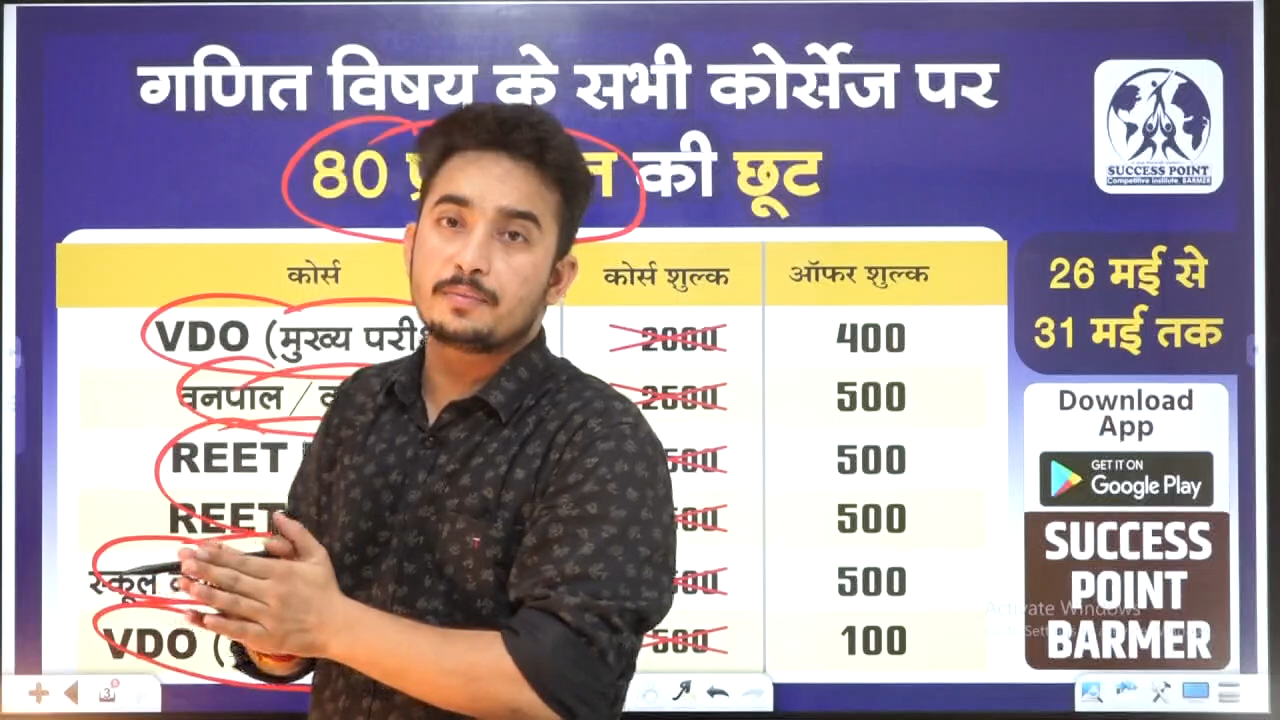 गणित विषय के सभी कोर्सेज पर
80 की छूट
SUCCESS POINT
Competitive Institute, BARMER
कोर्स कोर्स शुल्क ऑफर शुल्क
VDO (मुख्य 2000 400
वनपाल / 2500 500
REET 500
REET 500
स्कूल 500
VDO ( 500 100
26 मई से
31 मई तक
Download
App
GET IT ON
Google Play
SUCCESS
POINT
BARMER
Activate Windows
3